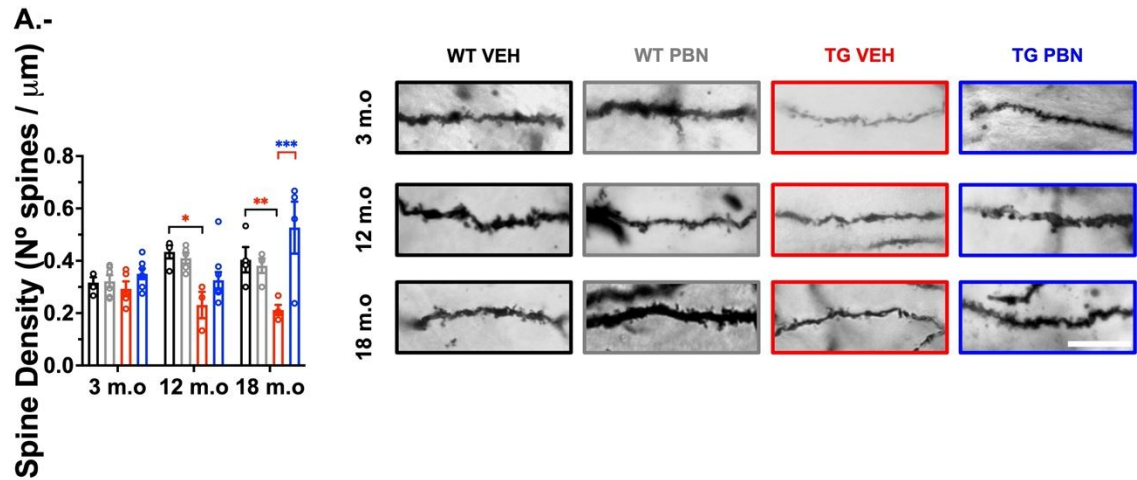 A.-
Spine Density (Nº spines / μm)
0.8
0.6
0.4
0.2
0.0
*
**
***
3 m.o 12 m.o 18 m.o
WT VEH WT PBN TG VEH TG PBN
3 m.o
12 m.o
18 m.o